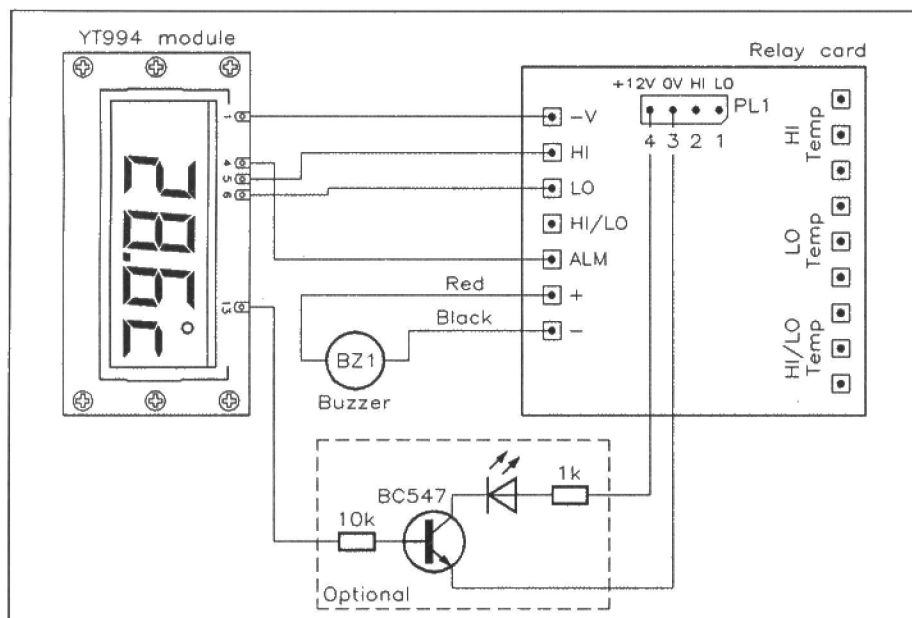 YT994 module
Relay card
+12V 0V HI LO
PL1
4 3 2 1
1
4
5
6
13
28.6c
-V
HI
LO
HI/LO
ALM
+
-
HI Temp
LO Temp
HI/LO Temp
Red
Black
BZ1
Buzzer
BC547
1k
10k
Optional